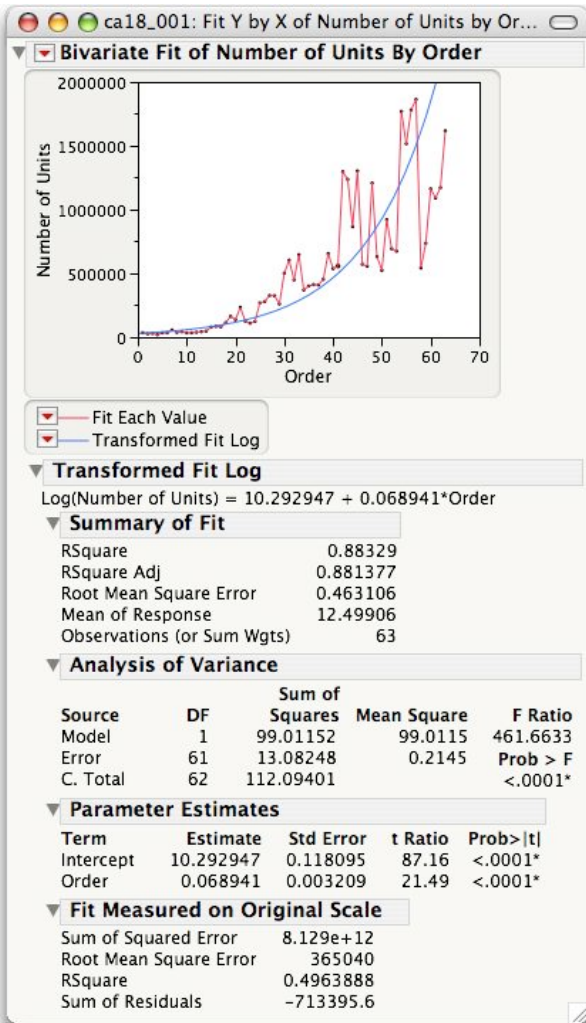 ca18_001: Fit Y by X of Number of Units by Or...
Bivariate Fit of Number of Units By Order
2000000
1500000
1000000
500000
0
Number of Units
0 10 20 30 40 50 60 70
Order
Fit Each Value
Transformed Fit Log
Transformed Fit Log
Log(Number of Units) = 10.292947 + 0.068941*Order
Summary of Fit
RSquare 0.88329
RSquare Adj 0.881377
Root Mean Square Error 0.463106
Mean of Response 12.49906
Observations (or Sum Wgts) 63
Analysis of Variance
Sum of
Source DF Squares Mean Square F Ratio
Model 1 99.01152 99.0115 461.6633
Error 61 13.08248 0.2145 Prob > F
C. Total 62 112.09401 <.0001*
Parameter Estimates
Term Estimate Std Error t Ratio Prob>|t|
Intercept 10.292947 0.118095 87.16 <.0001*
Order 0.068941 0.003209 21.49 <.0001*
Fit Measured on Original Scale
Sum of Squared Error 8.129e+12
Root Mean Square Error 365040
RSquare 0.4963888
Sum of Residuals -713395.6